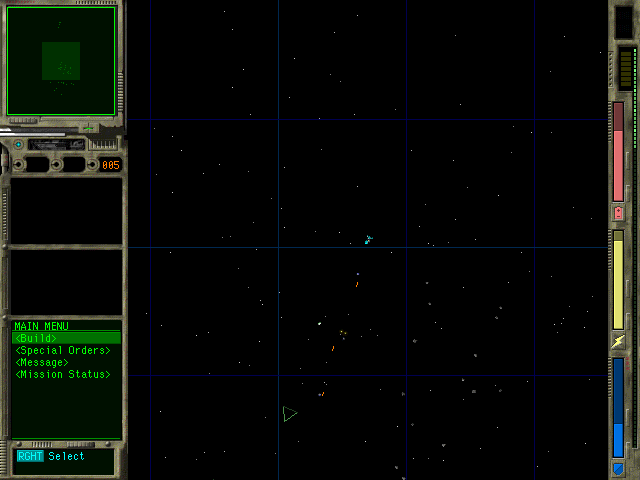 005
MAIN MENU
<Build>
<Special Orders>
<Message>
<Mission Status>
RGHT Select